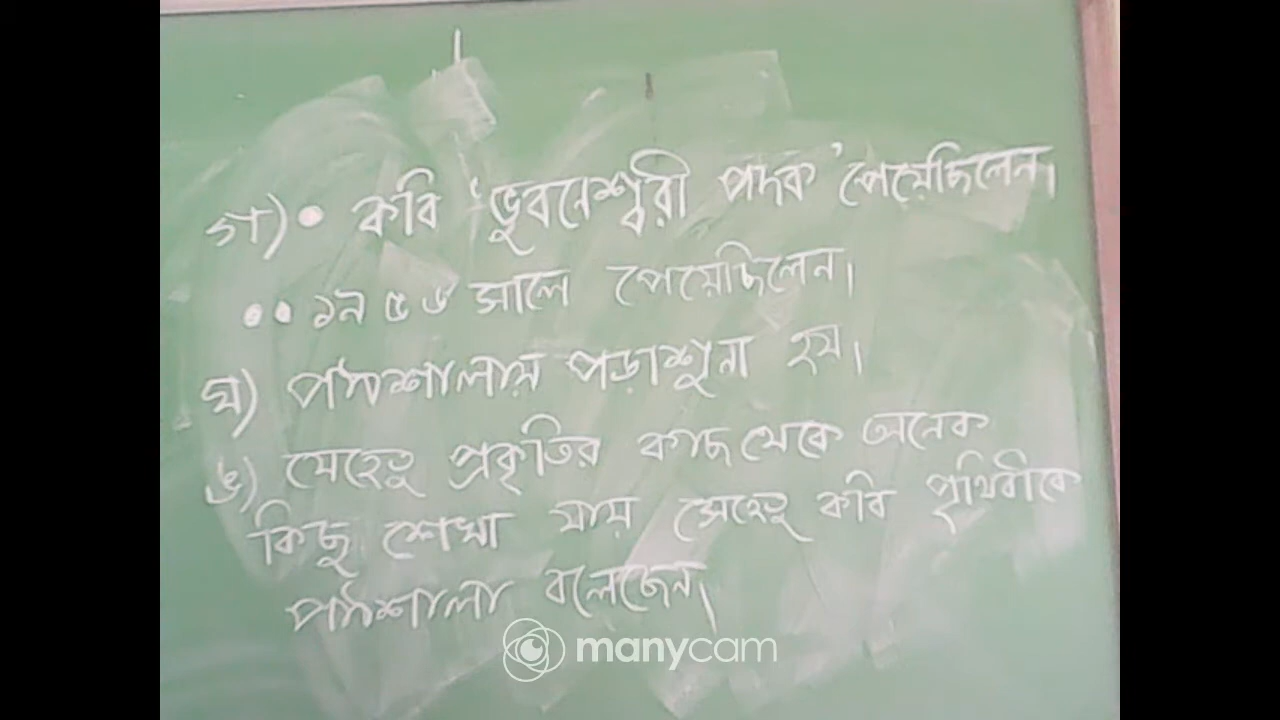 গ) • কবি 'ভুবনেশ্বরী পদক' পেয়েছিলেন।
•• ১৯৫৬ সালে পেয়েছিলেন।
ঘ) পাঠশালায় পড়াশুনা হয়।
ঙ) যেহেতু প্রকৃতির কাছ থেকে অনেক
কিছু শেখা যায় সেহেতু কবি পৃথিবীকে
পাঠশালা বলেছেন।
manycam